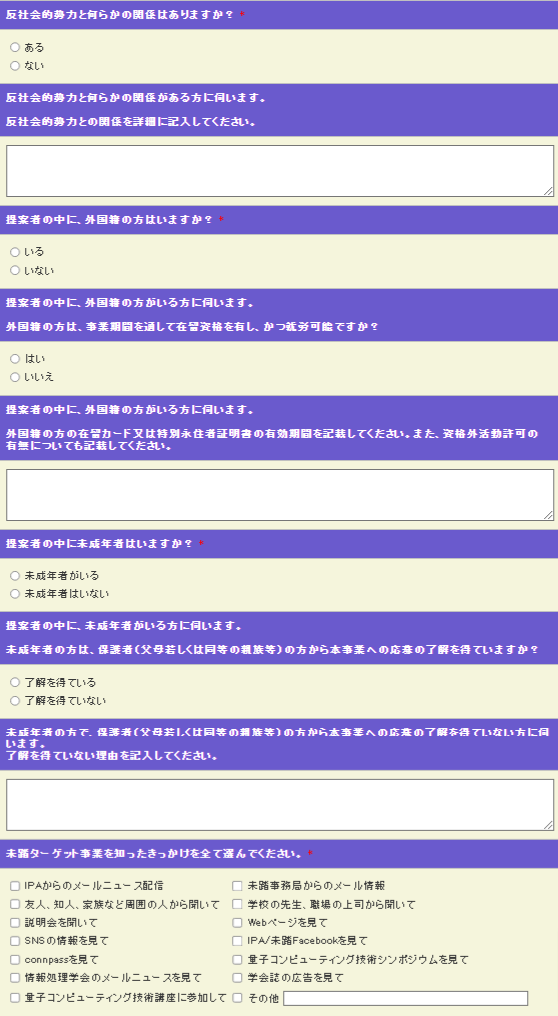 反社会的勢力と何らかの関係はありますか？ *
ある
ない
反社会的勢力と何らかの関係がある方に伺います。
反社会的勢力との関係を詳細に記入してください。
提案者の中に、外国籍の方はいますか？ *
いる
いない
提案者の中に、外国籍の方がいる方に伺います。
外国籍の方は、事業期間を通して在留資格を有し、かつ就労可能ですか？
はい
いいえ
提案者の中に、外国籍の方がいる方に伺います。
外国籍の方の在留カード又は特別永住者証明書の有効期間を記載してください。また、資格外活動許可の
有無についても記載してください。
提案者の中に未成年者はいますか？ *
未成年者がいる
未成年者はいない
提案者の中に、未成年者がいる方に伺います。
未成年者の方は、保護者（父母若しくは同等の親族等）の方から本事業への応募の了解を得ていますか？
了解を得ている
了解を得ていない
未成年者の方で、保護者（父母若しくは同等の親族等）の方から本事業への応募の了解を得ていない方に伺
います。
了解を得ていない理由を記入してください。
未踏ターゲット事業を知ったきっかけを全て選んでください。 *
IPAからのメールニュース配信
未踏事務局からのメール情報
友人、知人、家族など周囲の人から聞いて
学校の先生、職場の上司から聞いて
説明会を聞いて
Webページを見て
SNSの情報を見て
IPA/未踏Facebookを見て
connpassを見て
量子コンピューティング技術シンポジウムを見て
情報処理学会のメールニュースを見て
学会誌の広告を見て
量子コンピューティング技術講座に参加して
その他